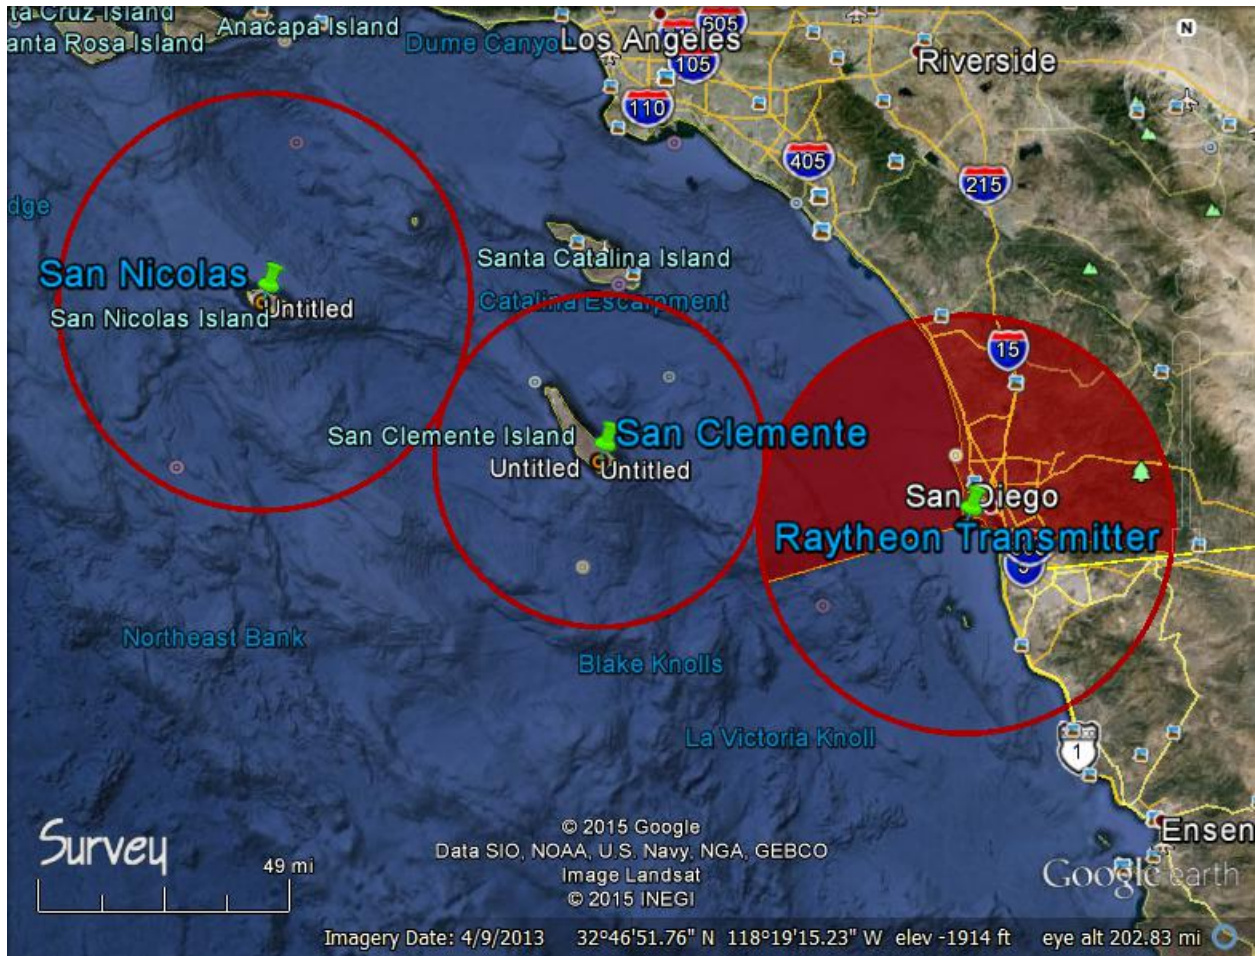 ta Cruz Island
Anacapa Island
anta Rosa Island
Dume Canyo
Los Angeles
605
105
Riverside
N
110
405
215
dge
San Nicolas
Santa Catalina Island
Catalina Escarpment
Untitled
San Nicolas Island
15
San Clemente Island
San Clemente
Untitled
Untitled
San Diego
Raytheon Transmitter
5
Northeast Bank
Blake Knolls
La Victoria Knoll
1
Survey
49 mi
© 2015 Google
Data SIO, NOAA, U.S. Navy, NGA, GEBCO
Image Landsat
© 2015 INEGI
Ensen
Google earth
Imagery Date: 4/9/2013 32°46'51.76" N 118°19'15.23" W elev -1914 ft eye alt 202.83 mi